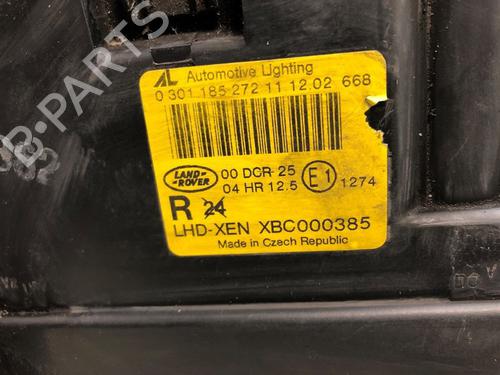 AL Automotive Lighting
0 301 185 272 11 12.02 668
LAND-ROVER
00 DCR 25
04 HR 12.5
E1
1274
R 24
LHD-XEN XBC000385
Made in Czech Republic
B-PARTS